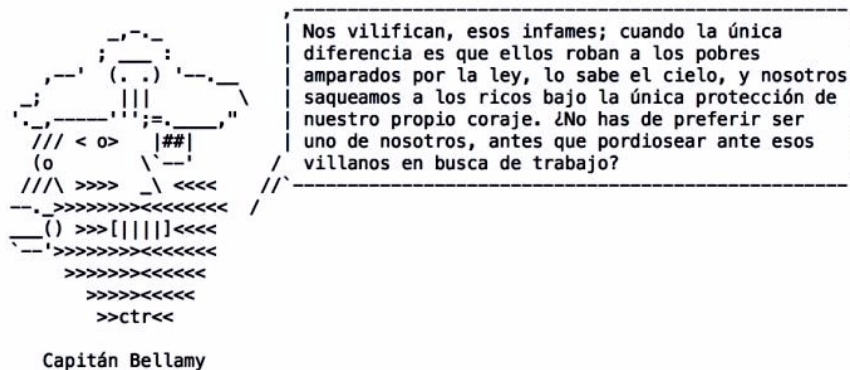 Nos vilifican, esos infames; cuando la única
diferencia es que ellos roban a los pobres
amparados por la ley, lo sabe el cielo, y nosotros
saqueamos a los ricos bajo la única protección de
nuestro propio coraje. ¿No has de preferir ser
uno de nosotros, antes que pordiosear ante esos
villanos en busca de trabajo?
ctr
Capitán Bellamy